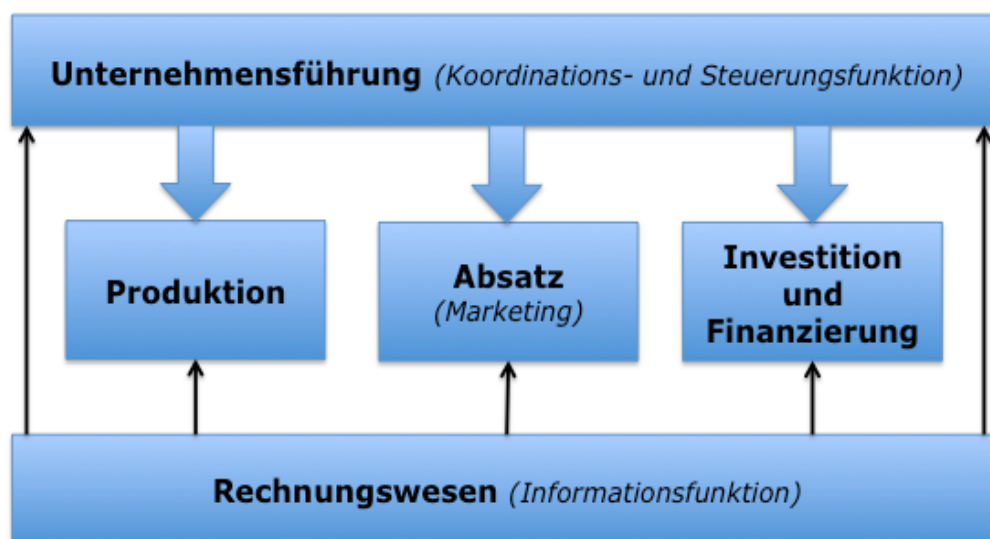 Unternehmensführung (Koordinations- und Steuerungsfunktion)
Produktion
Absatz
(Marketing)
Investition
und
Finanzierung
Rechnungswesen (Informationsfunktion)